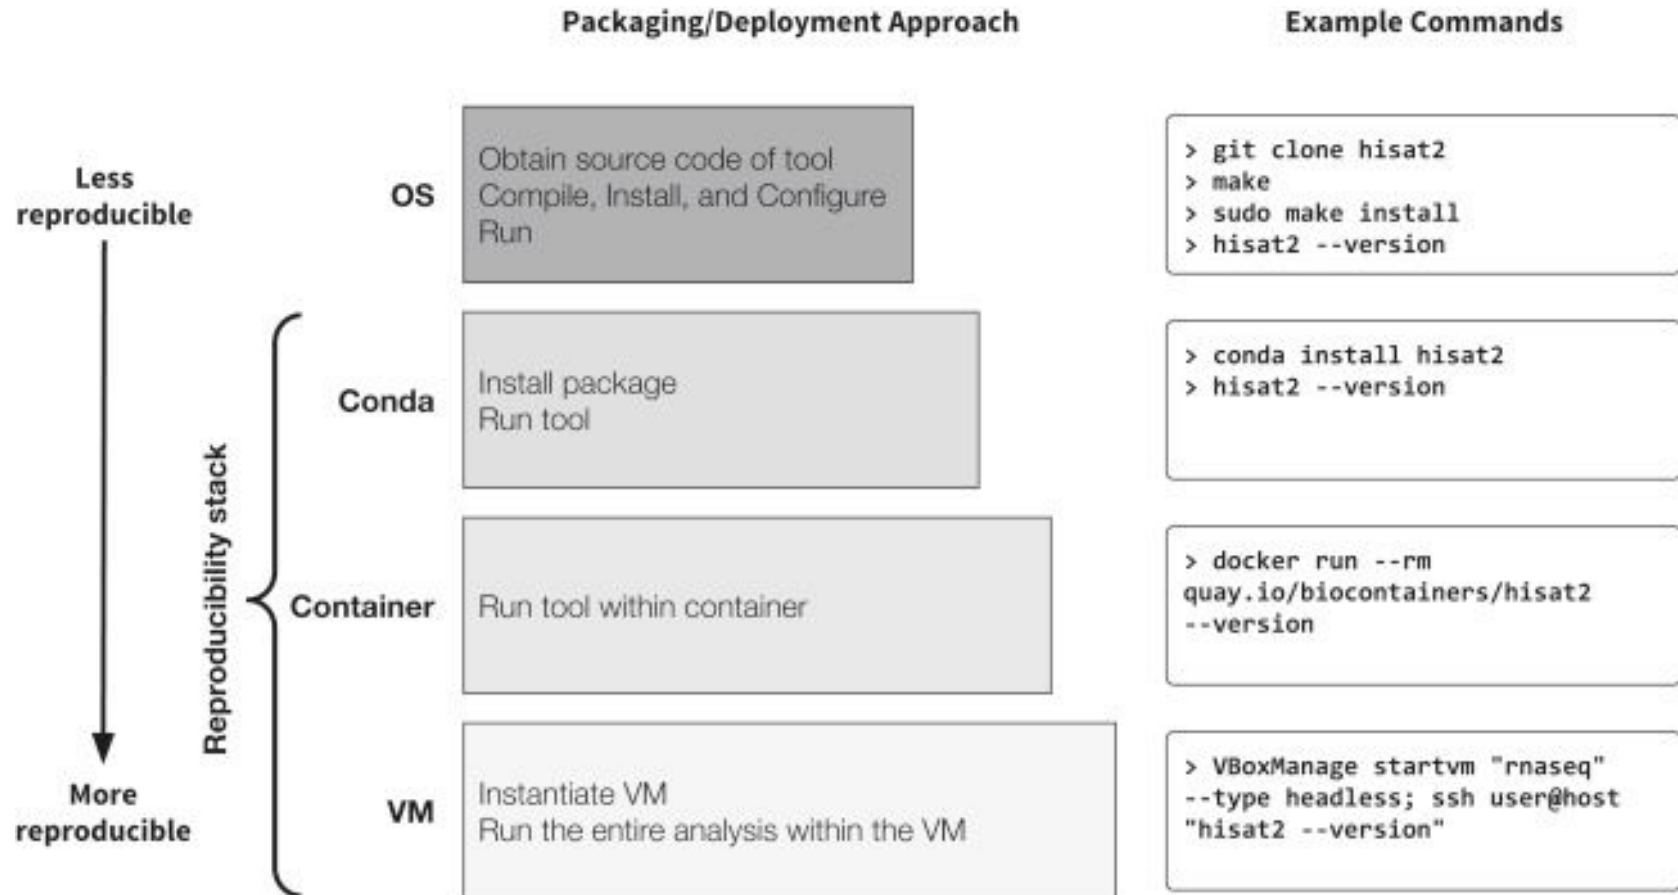 Packaging/Deployment Approach
Example Commands
Less
reproducible
OS
Obtain source code of tool
Compile, Install, and Configure
Run
> git clone hisat2
> make
> sudo make install
> hisat2 --version
Reproducibility stack
Conda
Install package
Run tool
> conda install hisat2
> hisat2 --version
Container
Run tool within container
> docker run --rm
quay.io/biocontainers/hisat2
--version
More
reproducible
VM
Instantiate VM
Run the entire analysis within the VM
> VBoxManage startvm "rnaseq"
--type headless; ssh user@host
"hisat2 --version"